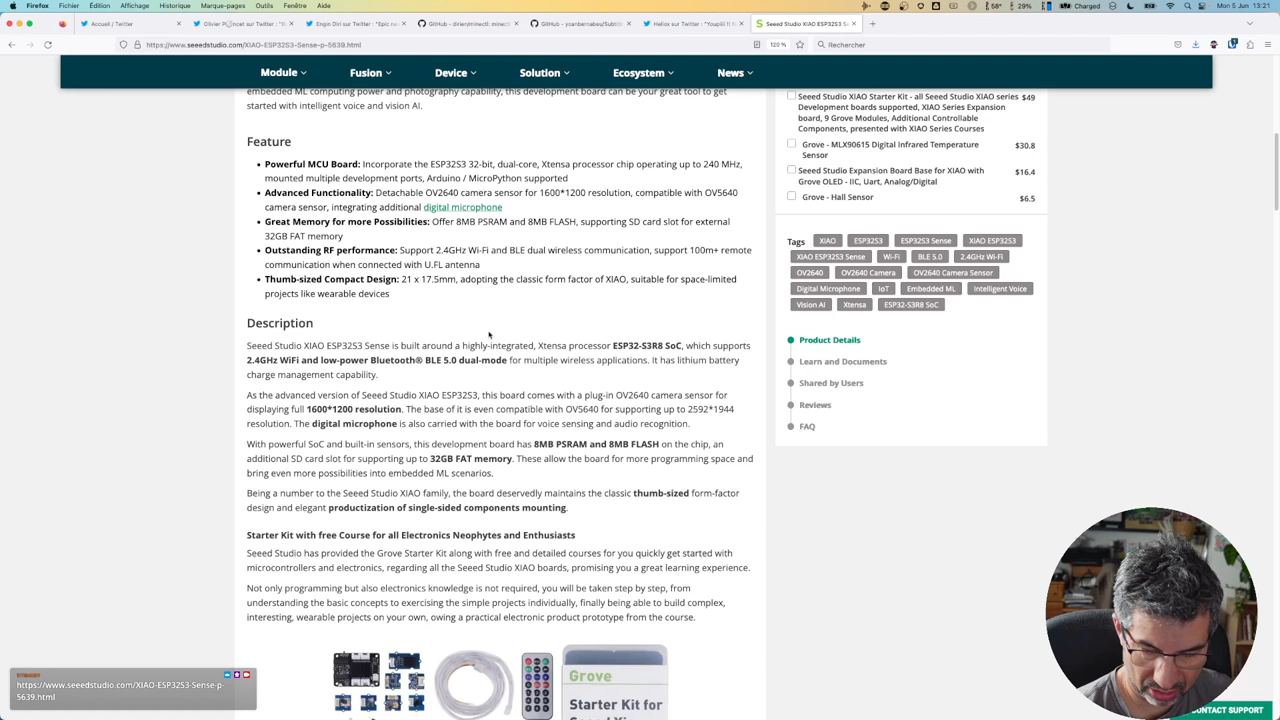 Firefox Fichier Édition Affichage Historique Marque-pages Outils Fenêtre Aide
58° 29% Charged Mon 5 Jun 13:21
Accueil / Twitter
GitHub - dirien/minectl: minec
Seeed Studio XIAO ESP32S3 Se
https://www.seeedstudio.com/XIAO-ESP32S3-Sense-p-5639.html
120 %
Rechercher
Module Fusion Device Solution Ecosystem News
embedded ML computing power and photography capability, this development board can be your great tool to get
started with intelligent voice and vision AI.
Feature
Powerful MCU Board: Incorporate the ESP32S3 32-bit, dual-core, Xtensa processor chip operating up to 240 MHz,
mounted multiple development ports, Arduino / MicroPython supported
Advanced Functionality: Detachable OV2640 camera sensor for 1600*1200 resolution, compatible with OV5640
camera sensor, integrating additional digital microphone
Great Memory for more Possibilities: Offer 8MB PSRAM and 8MB FLASH, supporting SD card slot for external
32GB FAT memory
Outstanding RF performance: Support 2.4GHz Wi-Fi and BLE dual wireless communication, support 100m+ remote
communication when connected with U.FL antenna
Thumb-sized Compact Design: 21 x 17.5mm, adopting the classic form factor of XIAO, suitable for space-limited
projects like wearable devices
Description
Seeed Studio XIAO ESP32S3 Sense is built around a highly-integrated, Xtensa processor ESP32-S3R8 SoC, which supports
2.4GHz WiFi and low-power Bluetooth® BLE 5.0 dual-mode for multiple wireless applications. It has lithium battery
charge management capability.
As the advanced version of Seeed Studio XIAO ESP32S3, this board comes with a plug-in OV2640 camera sensor for
displaying full 1600*1200 resolution. The base of it is even compatible with OV5640 for supporting up to 2592*1944
resolution. The digital microphone is also carried with the board for voice sensing and audio recognition.
With powerful SoC and built-in sensors, this development board has 8MB PSRAM and 8MB FLASH on the chip, an
additional SD card slot for supporting up to 32GB FAT memory. These allow the board for more programming space and
bring even more possibilities into embedded ML scenarios.
Being a number to the Seeed Studio XIAO family, the board deservedly maintains the classic thumb-sized form-factor
design and elegant productization of single-sided components mounting.
Starter Kit with free Course for all Electronics Neophytes and Enthusiasts
Seeed Studio has provided the Grove Starter Kit along with free and detailed courses for you quickly get started with
microcontrollers and electronics, regarding all the Seeed Studio XIAO boards, promising you a great learning experience.
Not only programming but also electronics knowledge is not required, you will be taken step by step, from
understanding the basic concepts to exercising the simple projects individually, finally being able to build complex,
interesting, wearable projects on your own, owing a practical electronic product prototype from the course.
Grove
Starter Kit for
Seeed Studio XIAO Starter Kit - all Seeed Studio XIAO series $49
Development boards supported, XIAO Series Expansion
board, 9 Grove Modules, Additional Controllable
Components, presented with XIAO Series Courses
Grove - MLX90615 Digital Infrared Temperature $30.8
Sensor
Seeed Studio Expansion Board Base for XIAO with $16.4
Grove OLED - IIC, Uart, Analog/Digital
Grove - Hall Sensor $6.5
Tags XIAO ESP32S3 ESP32S3 Sense XIAO ESP32S3
XIAO ESP32S3 Sense Wi-Fi BLE 5.0 2.4GHz Wi-Fi
OV2640 OV2640 Camera OV2640 Camera Sensor
Digital Microphone IoT Embedded ML Intelligent Voice
Vision AI Xtensa ESP32-S3R8 SoC
Product Details
Learn and Documents
Shared by Users
Reviews
FAQ
https://www.seeedstudio.com/XIAO-ESP32S3-Sense-p-
5639.html
CONTACT SUPPORT